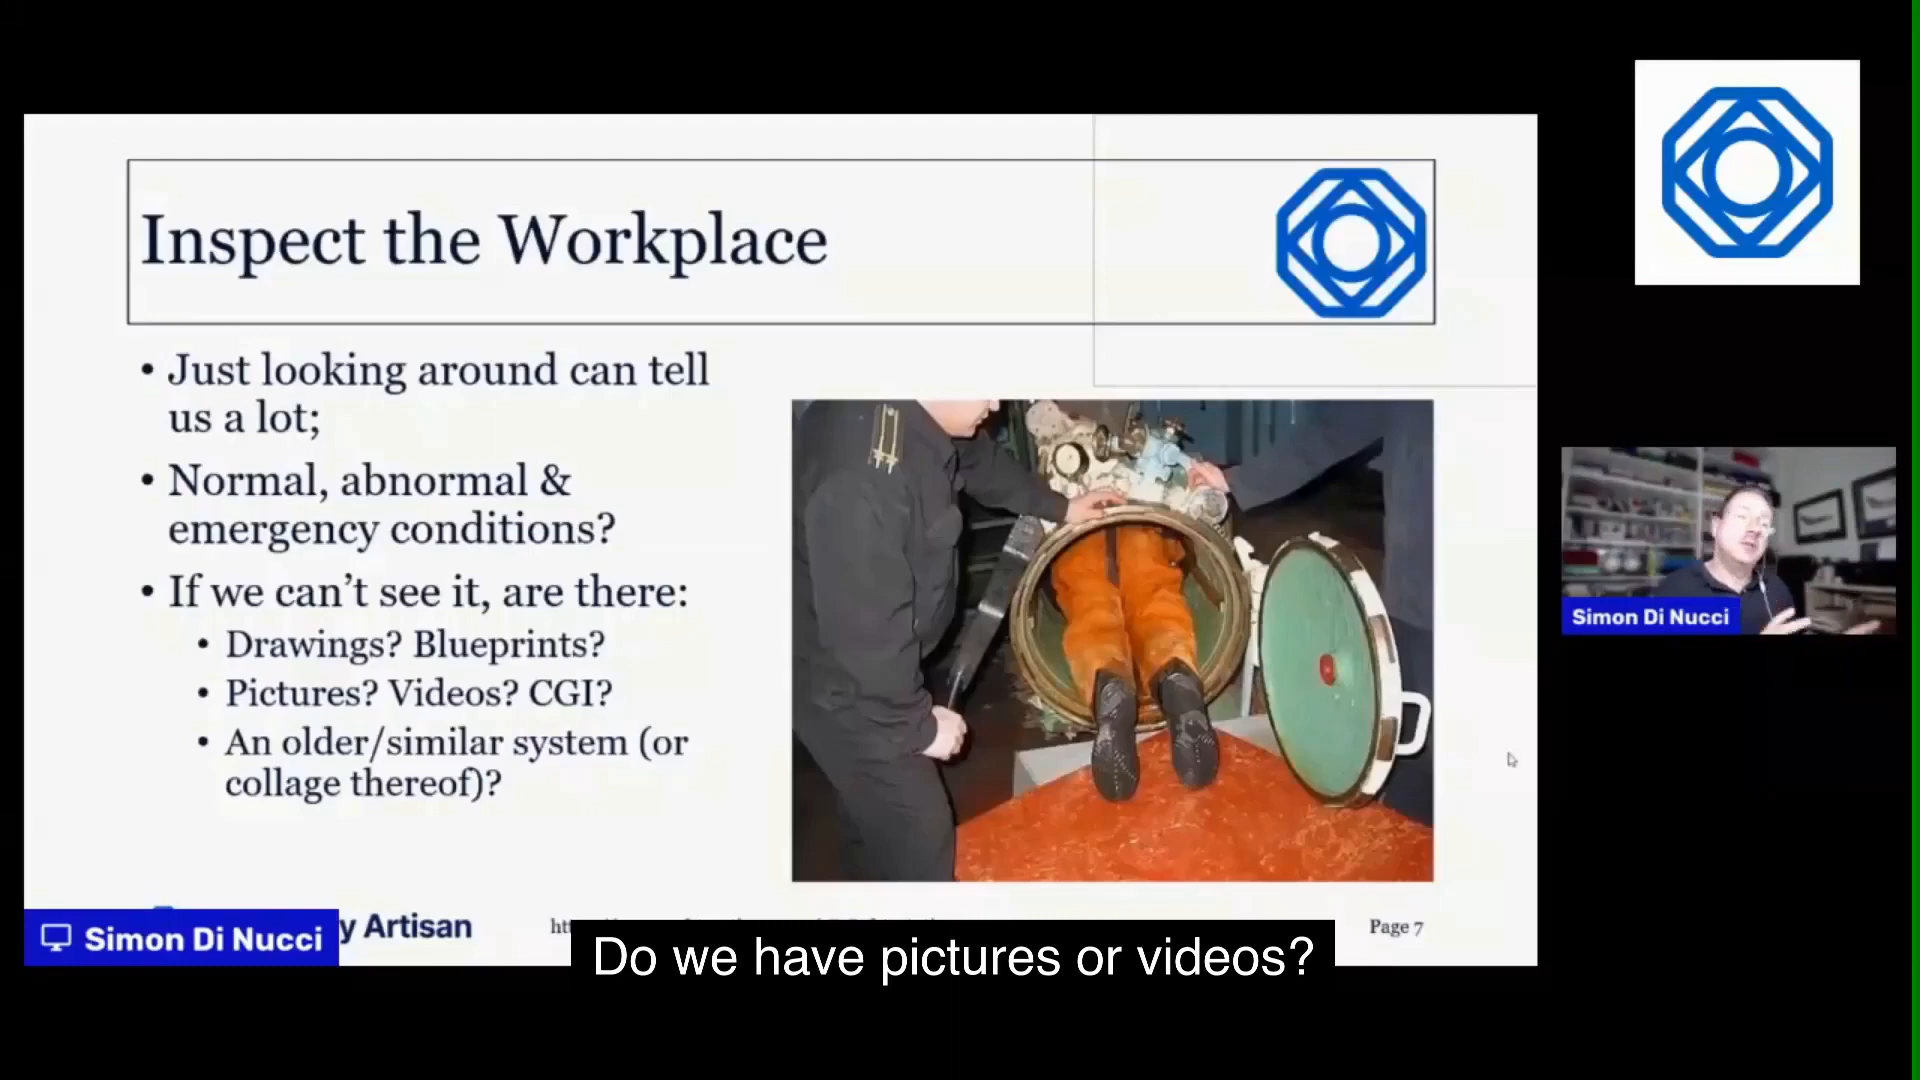 Inspect the Workplace
• Just looking around can tell
us a lot;
• Normal, abnormal &
emergency conditions?
• If we can’t see it, are there:
• Drawings? Blueprints?
• Pictures? Videos? CGI?
• An older/similar system (or
collage thereof)?
Simon Di Nucci
Artisan
Page 7
Simon Di Nucci
Do we have pictures or videos?